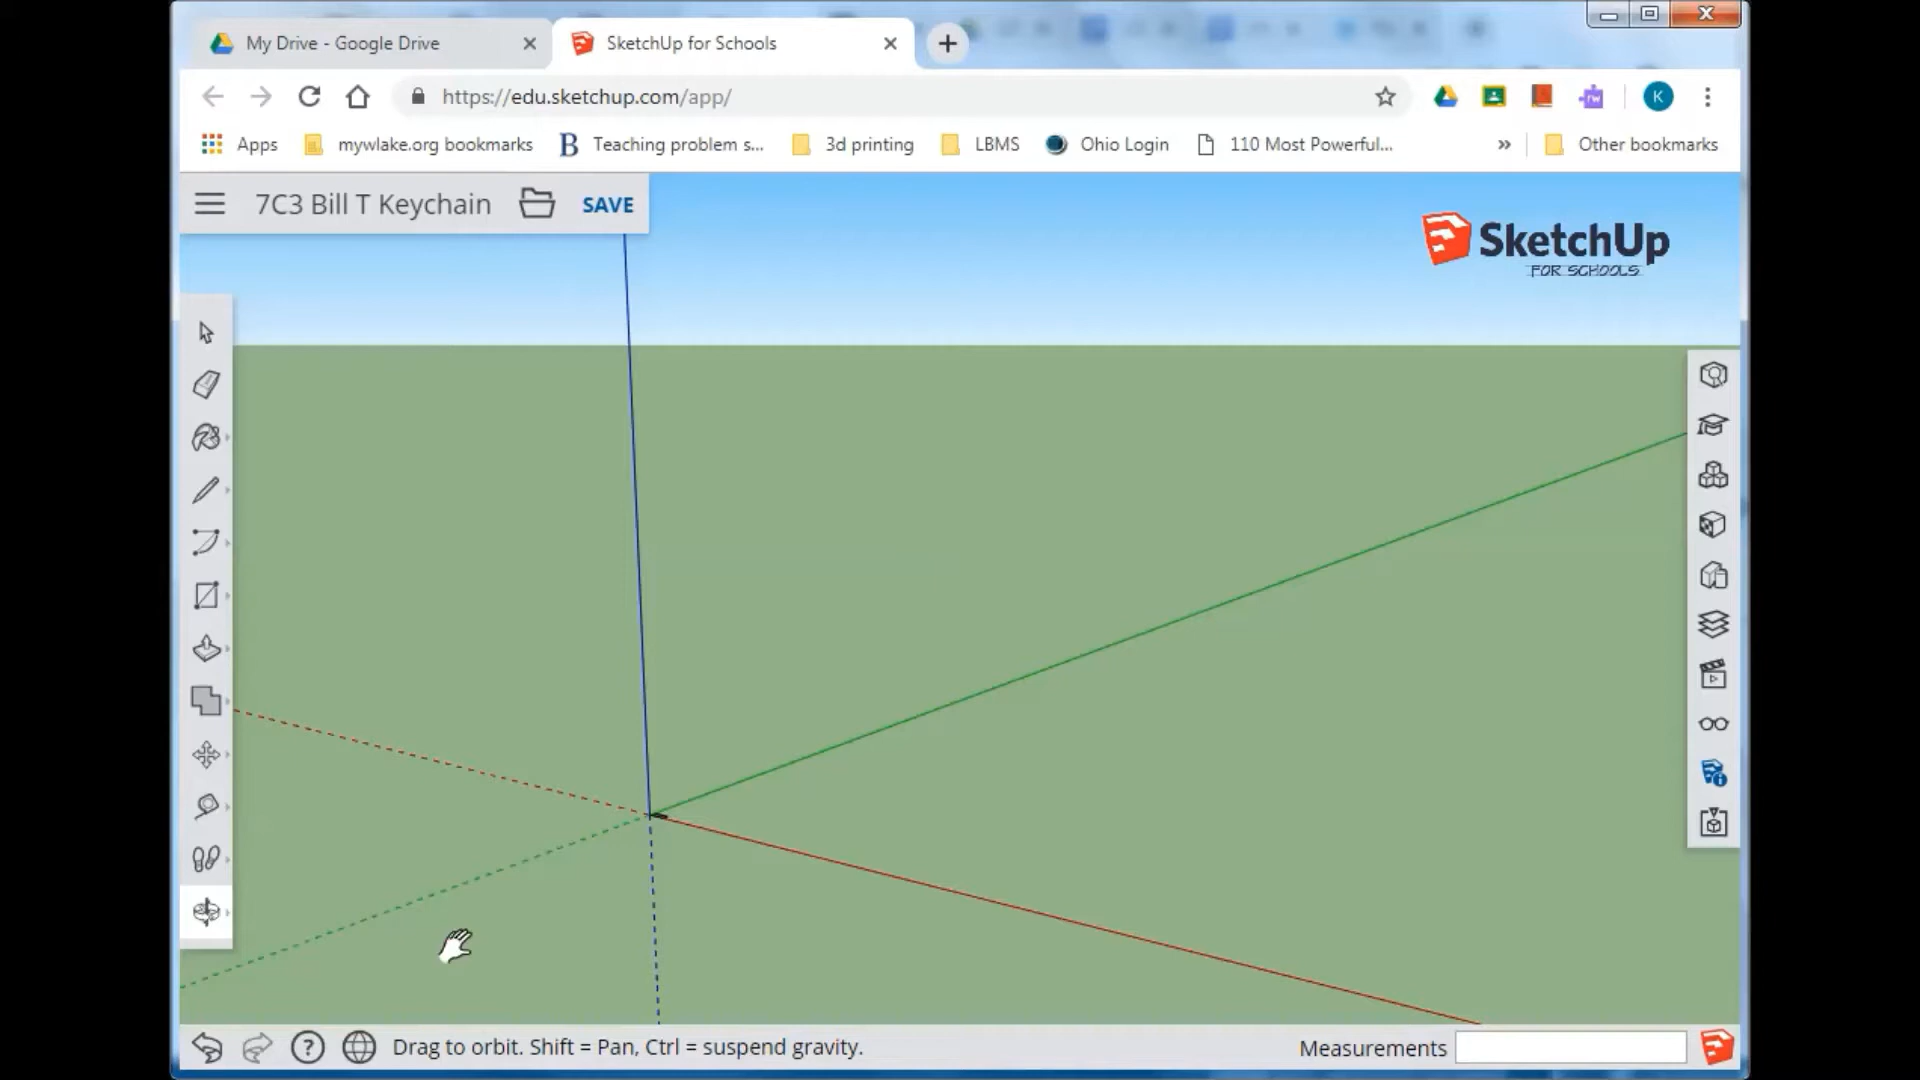 My Drive - Google Drive
SketchUp for Schools
https://edu.sketchup.com/app/
K
Apps
mywlake.org bookmarks
B Teaching problem s...
3d printing
LBMS
Ohio Login
110 Most Powerful...
»
Other bookmarks
7C3 Bill T Keychain
SAVE
SketchUp
FOR SCHOOLS
Drag to orbit. Shift = Pan, Ctrl = suspend gravity.
Measurements